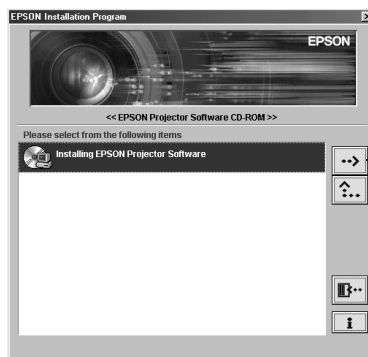 EPSON Installation Program
EPSON
<< EPSON Projector Software CD-ROM >>
Please select from the following items
Installing EPSON Projector Software
i